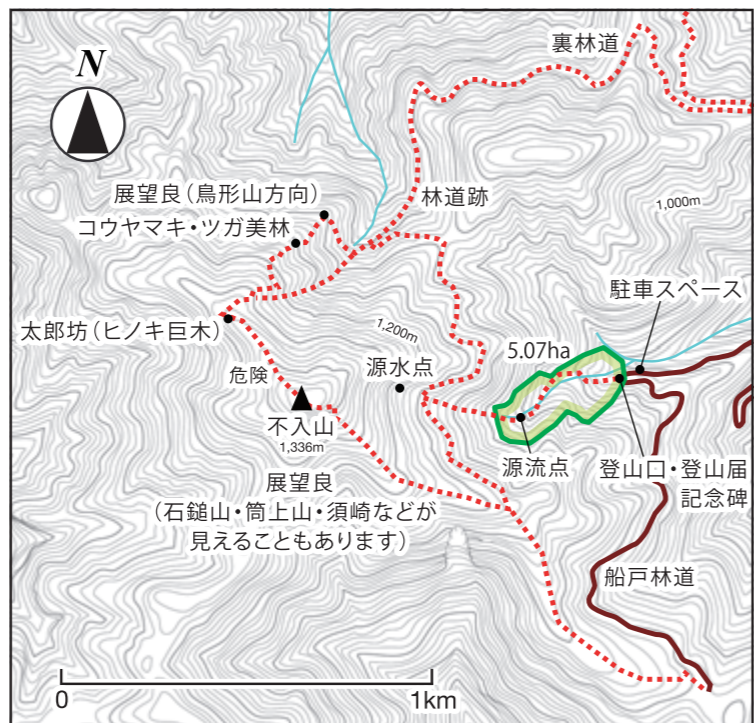 裏林道
N
展望良(鳥形山方向)
コウヤマキ・ツガ美林
林道跡
1,000m
駐車スペース
太郎坊(ヒノキ巨木)
1,200m
5.07ha
源水点
危険
不入山
1,336m
源流点
登山口・登山届
記念碑
展望良
(石鎚山・筒上山・須崎などが
見えることもあります)
船戸林道
0
1km